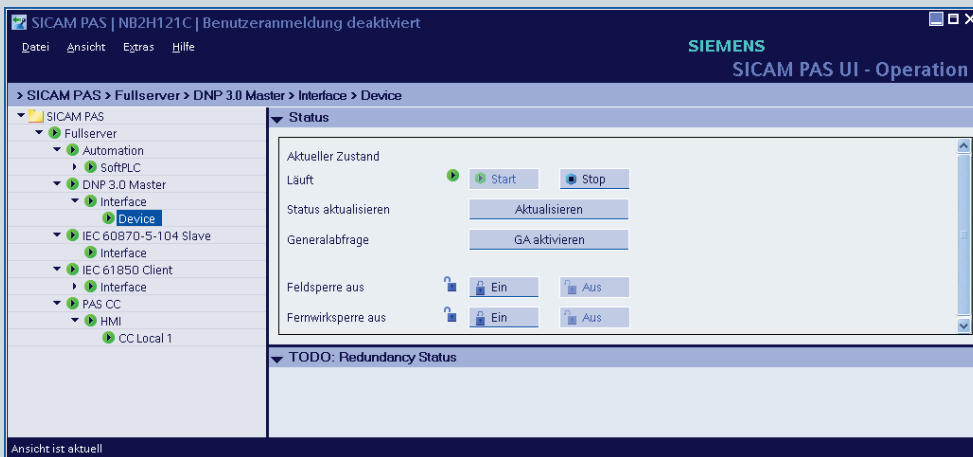 SICAM PAS | NB2H121C | Benutzeranmeldung deaktiviert
Datei Ansicht Extras Hilfe
SIEMENS
SICAM PAS UI - Operation
> SICAM PAS > Fullserver > DNP 3.0 Master > Interface > Device
SICAM PAS
Fullserver
Automation
SoftPLC
DNP 3.0 Master
Interface
Device
IEC 60870-5-104 Slave
Interface
IEC 61850 Client
Interface
PAS CC
HMI
CC Local 1
Status
Aktueller Zustand
Läuft Start Stop
Status aktualisieren Aktualisieren
Generalabfrage GA aktivieren
Feldsperre aus Ein Aus
Fernwirksperre aus Ein Aus
TODO: Redundancy Status
Ansicht ist aktuell